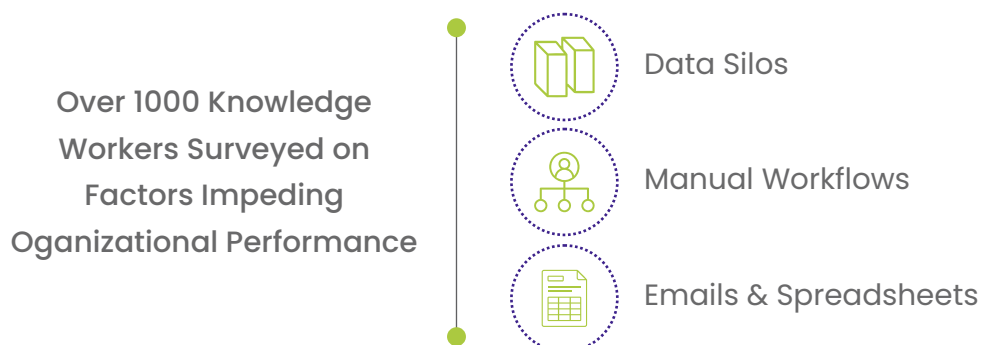 Over 1000 Knowledge
Workers Surveyed on
Factors Impeding
Oganizational Performance
Data Silos
Manual Workflows
Emails & Spreadsheets